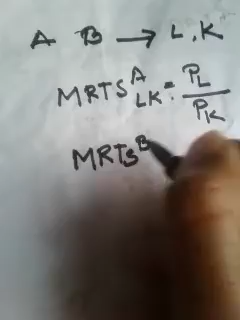 A B → L, K
MRTS^A_LK = P_L / P_K
MRTS^B